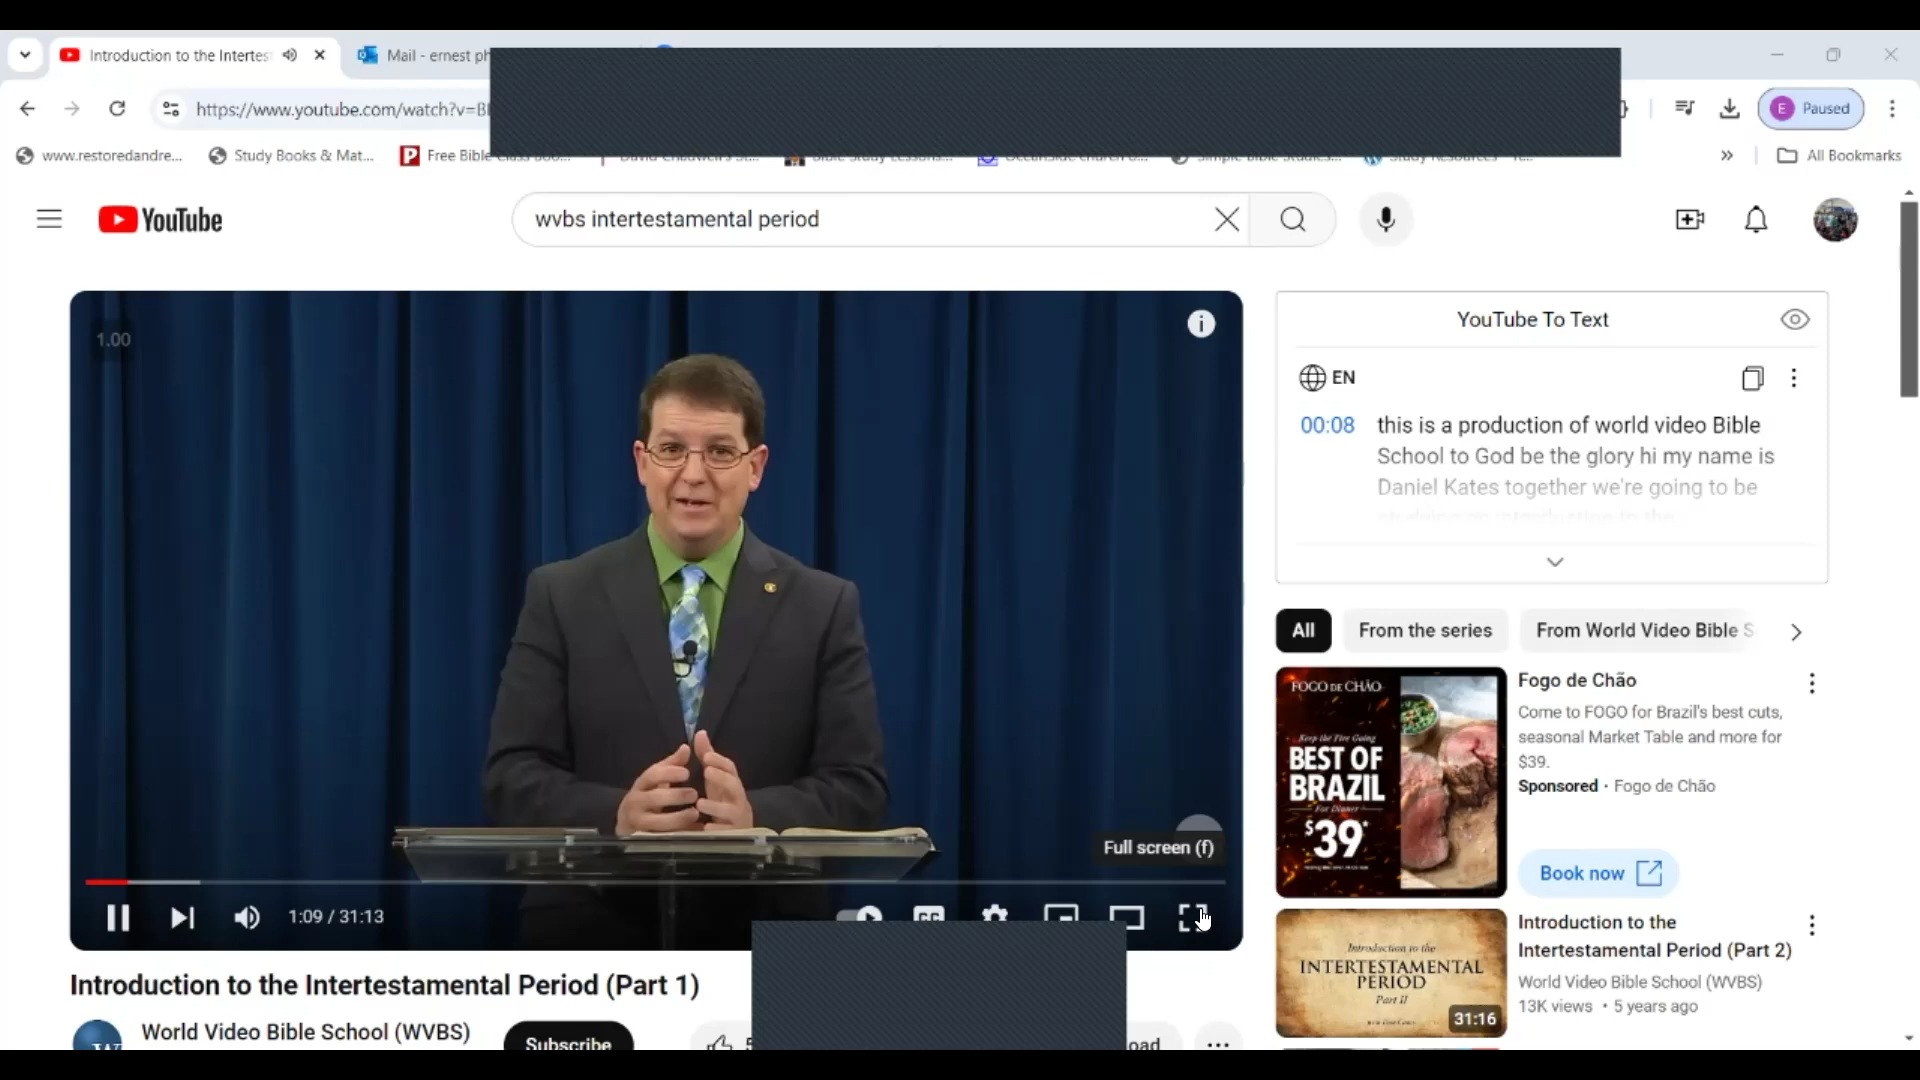 Introduction to the Intertes
Mail - ernest ph
https://www.youtube.com/watch?v=B
Paused
www.restoredandre...
Study Books & Mat...
Free Bible
All Bookmarks
YouTube
wvbs intertestamental period
1.00
Full screen (f)
1:09 / 31:13
Introduction to the Intertestamental Period (Part 1)
World Video Bible School (WVBS)
Subscribe
YouTube To Text
EN
00:08 this is a production of world video Bible
School to God be the glory hi my name is
Daniel Kates together we're going to be
All
From the series
From World Video Bible S
FOGO DE CHÃO
Keep the Fire Going
BEST OF
BRAZIL
For Dinner
$39*
Fogo de Chão
Come to FOGO for Brazil's best cuts,
seasonal Market Table and more for
$39.
Sponsored · Fogo de Chão
Book now
Introduction to the
INTERTESTAMENTAL
PERIOD
Part II
31:16
Introduction to the
Intertestamental Period (Part 2)
World Video Bible School (WVBS)
13K views • 5 years ago